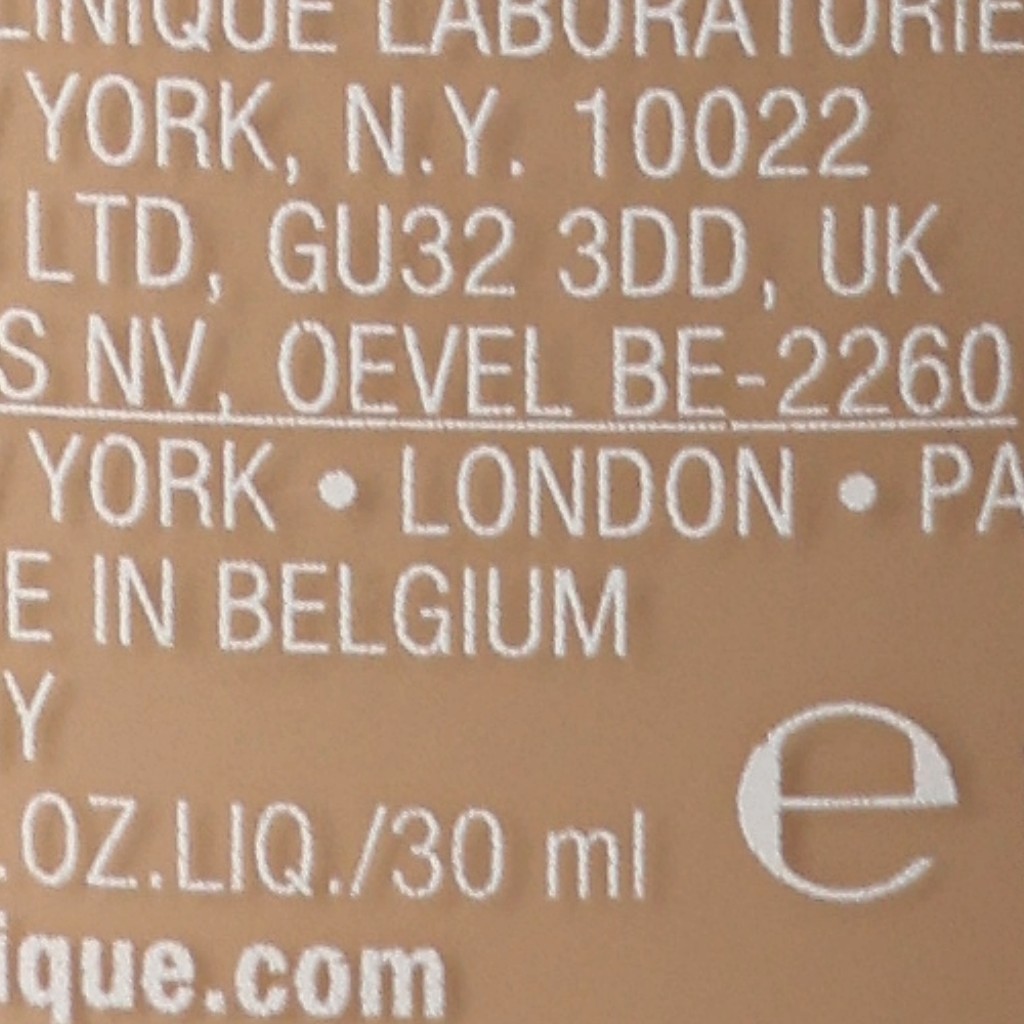 LINIQUE LABORATORIE
YORK, N.Y. 10022
LTD, GU32 3DD, UK
S NV, OEVEL BE-2260
YORK • LONDON • PA
E IN BELGIUM
Y
.OZ.LIQ./30 ml e
ique.com